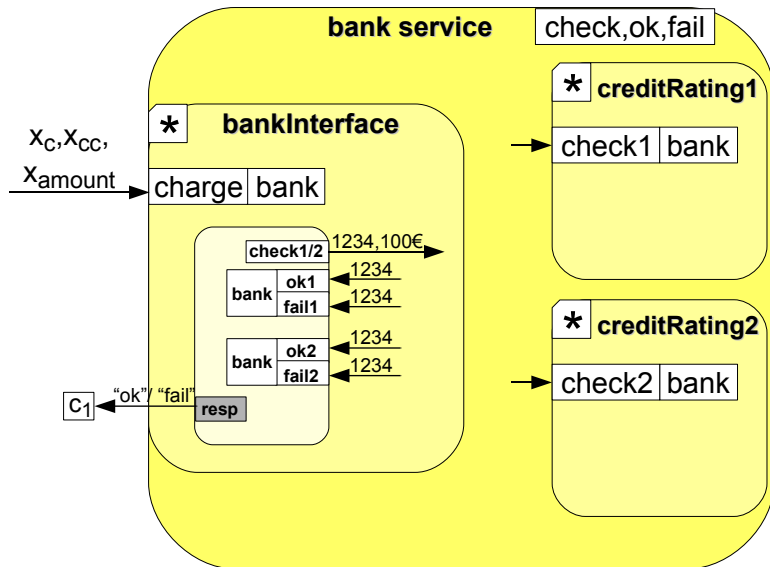 bank service
check,ok,fail
* creditRating1
check1 bank
* bankInterface
xc,xcc,
xamount
charge bank
check1/2 1234,100€
bank ok1 1234
fail1 1234
bank ok2 1234
fail2 1234
c1 “ok”/ “fail” resp
* creditRating2
check2 bank